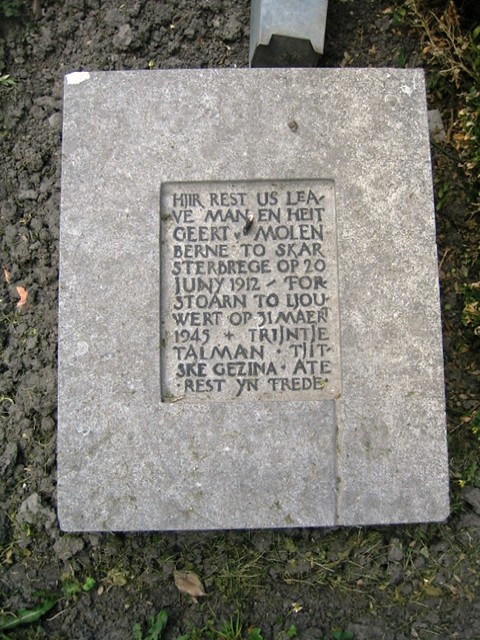 HJIR REST US LEA-
VE MAN EN HEIT
GEERT v. MOLEN
BERNE TO SKAR
STERBREGE OP 20
JUNY 1912 - FOR-
STOARN TO LJOU-
WERT OP 31 MAERT
1945 + TRIJNTJE
TALMAN · TJIT-
SKE GEZINA · ATE
· REST YN FREDE ·